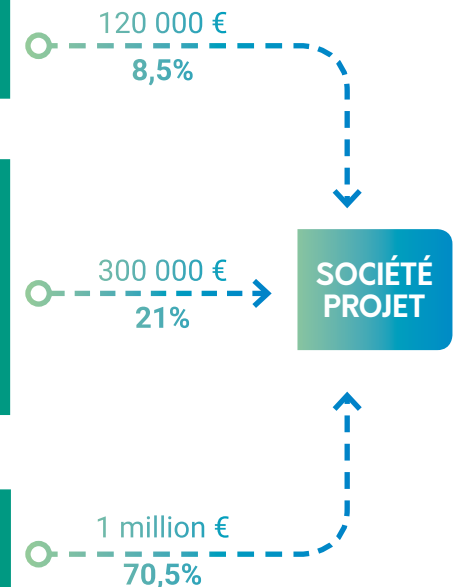 120 000 €
8,5%
300 000 €
21%
SOCIÉTÉ
PROJET
1 million €
70,5%